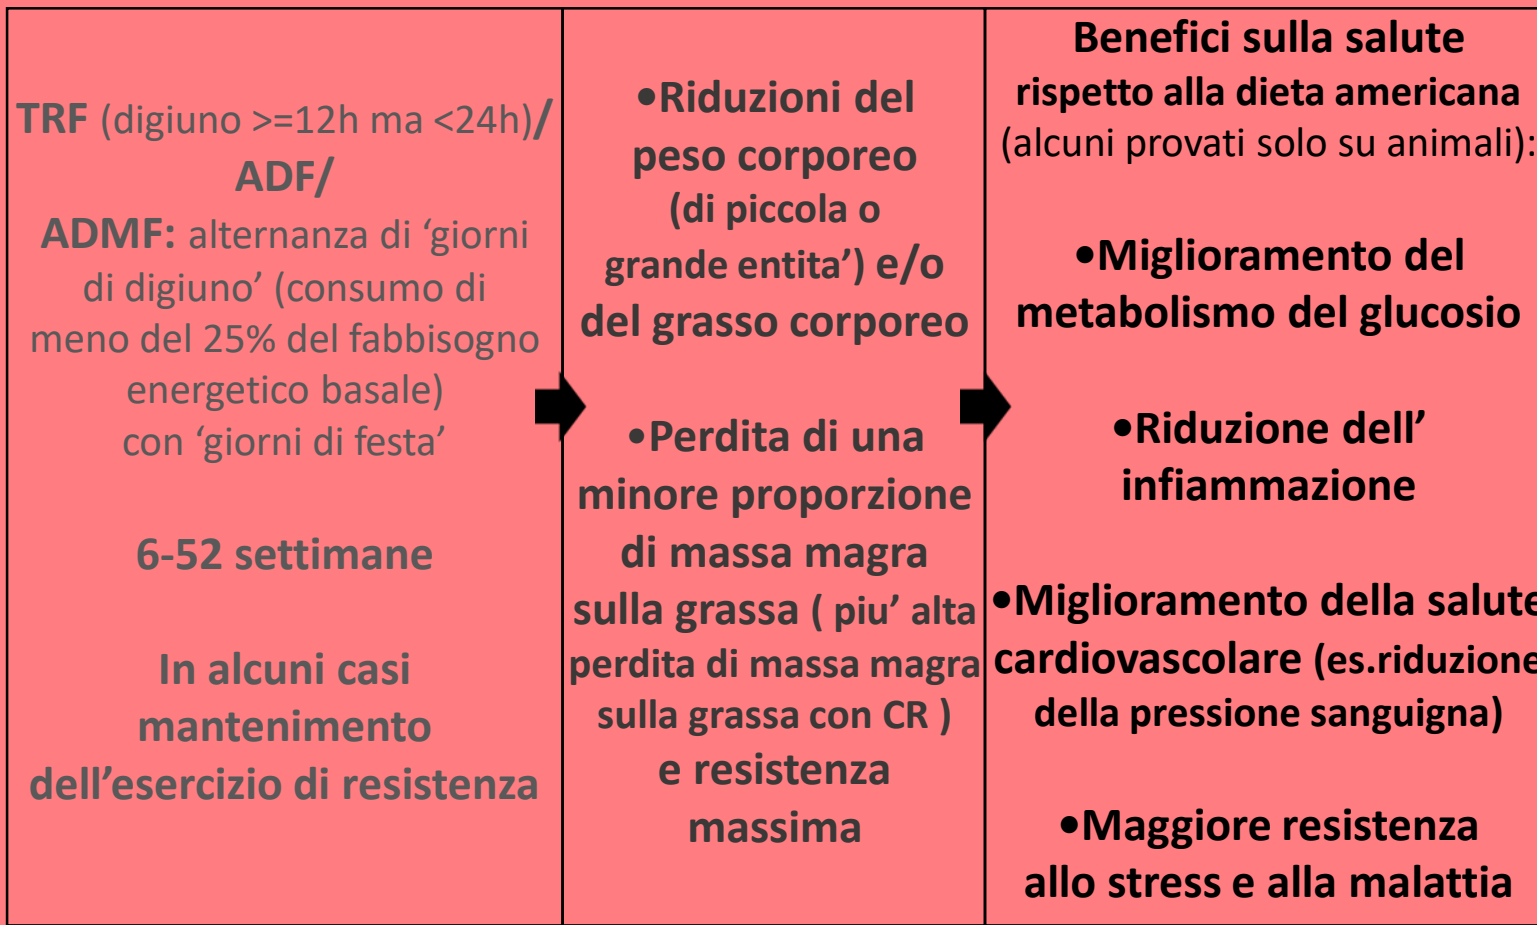 TRF (digiuno >=12h ma <24h)/
ADF/
ADMF: alternanza di ‘giorni
di digiuno’ (consumo di
meno del 25% del fabbisogno
energetico basale)
con ‘giorni di festa’
6-52 settimane
In alcuni casi
mantenimento
dell’esercizio di resistenza
•Riduzioni del
peso corporeo
(di piccola o
grande entita’) e/o
del grasso corporeo
•Perdita di una
minore proporzione
di massa magra
sulla grassa ( piu’ alta
perdita di massa magra
sulla grassa con CR )
e resistenza
massima
Benefici sulla salute
rispetto alla dieta americana
(alcuni provati solo su animali):
•Miglioramento del
metabolismo del glucosio
•Riduzione dell’
infiammazione
•Miglioramento della salute
cardiovascolare (es.riduzione
della pressione sanguigna)
•Maggiore resistenza
allo stress e alla malattia